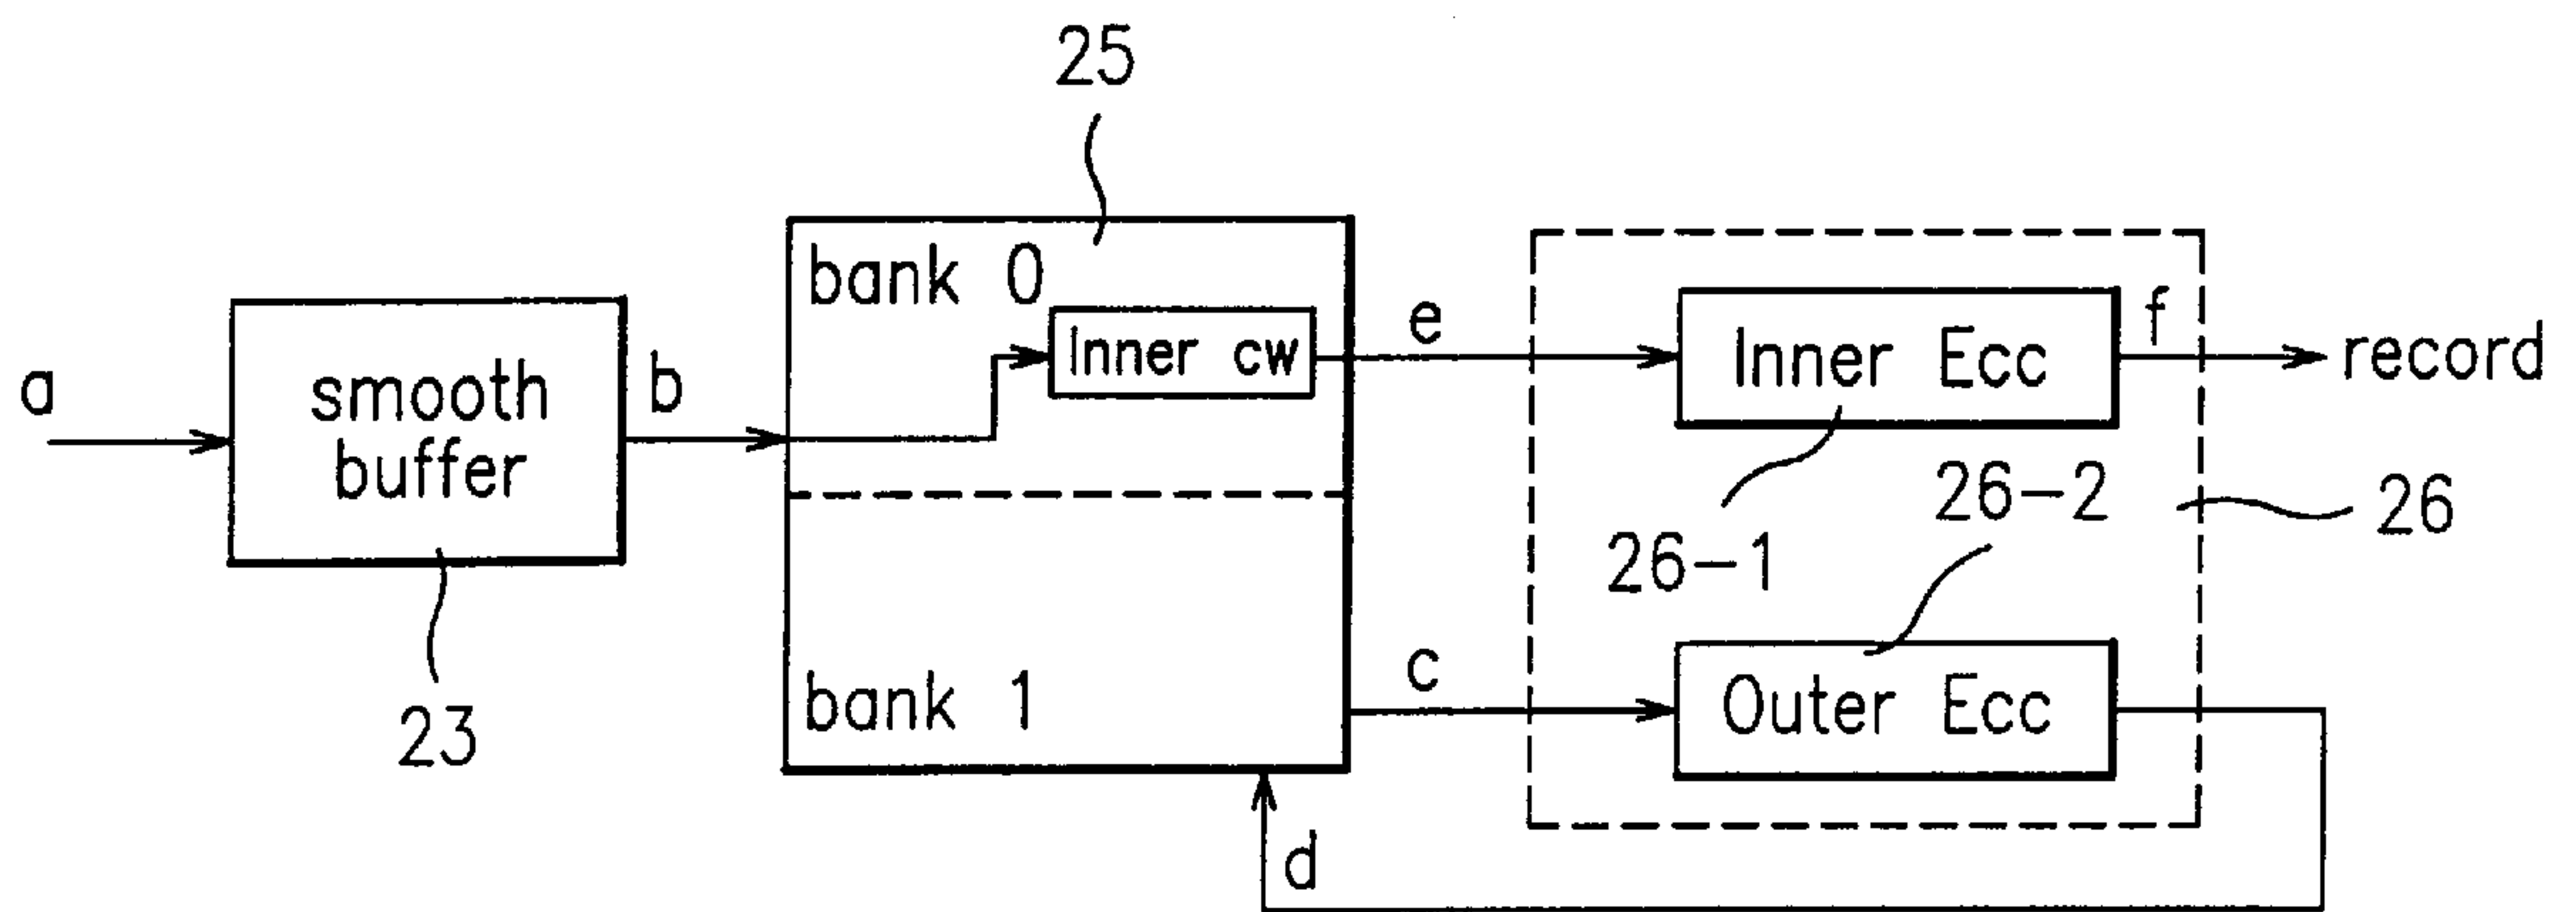 25
bank 0
Inner cw
e
Inner Ecc
f
record
a
smooth
buffer
b
26-1
26-2
26
23
bank 1
c
Outer Ecc
d